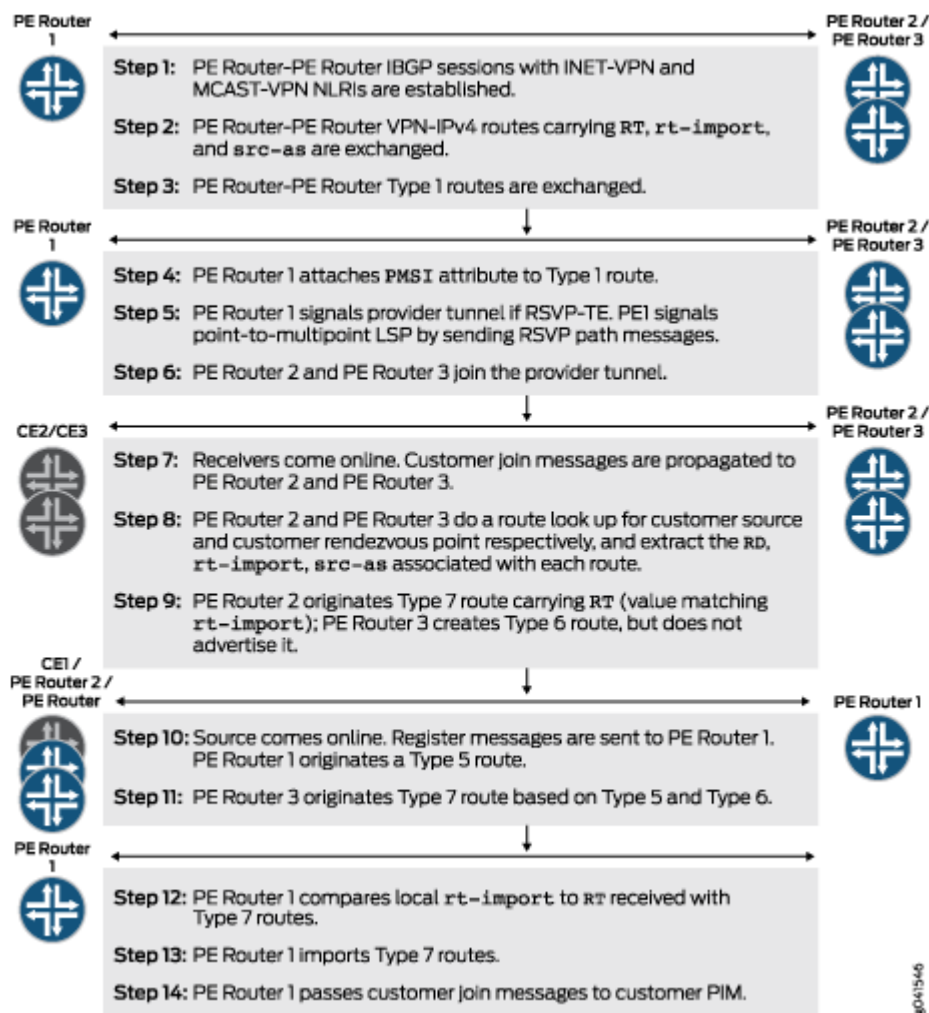 PE Router
1
PE Router 2 /
PE Router 3
Step 1: PE Router-PE Router IBGP sessions with INET-VPN and
MCAST-VPN NLRIs are established.
Step 2: PE Router-PE Router VPN-IPv4 routes carrying RT, rt-import,
and src-as are exchanged.
Step 3: PE Router-PE Router Type 1 routes are exchanged.
PE Router
1
PE Router 2 /
PE Router 3
Step 4: PE Router 1 attaches PMSI attribute to Type 1 route.
Step 5: PE Router 1 signals provider tunnel if RSVP-TE. PE1 signals
point-to-multipoint LSP by sending RSVP path messages.
Step 6: PE Router 2 and PE Router 3 join the provider tunnel.
CE2/CE3
PE Router 2 /
PE Router 3
Step 7: Receivers come online. Customer join messages are propagated to
PE Router 2 and PE Router 3.
Step 8: PE Router 2 and PE Router 3 do a route look up for customer source
and customer rendezvous point respectively, and extract the RD,
rt-import, src-as associated with each route.
Step 9: PE Router 2 originates Type 7 route carrying RT (value matching
rt-import); PE Router 3 creates Type 6 route, but does not
advertise it.
CE1 /
PE Router 2 /
PE Router
PE Router 1
Step 10: Source comes online. Register messages are sent to PE Router 1.
PE Router 1 originates a Type 5 route.
Step 11: PE Router 3 originates Type 7 route based on Type 5 and Type 6.
PE Router
1
Step 12: PE Router 1 compares local rt-import to RT received with
Type 7 routes.
Step 13: PE Router 1 imports Type 7 routes.
Step 14: PE Router 1 passes customer join messages to customer PIM.
g041546